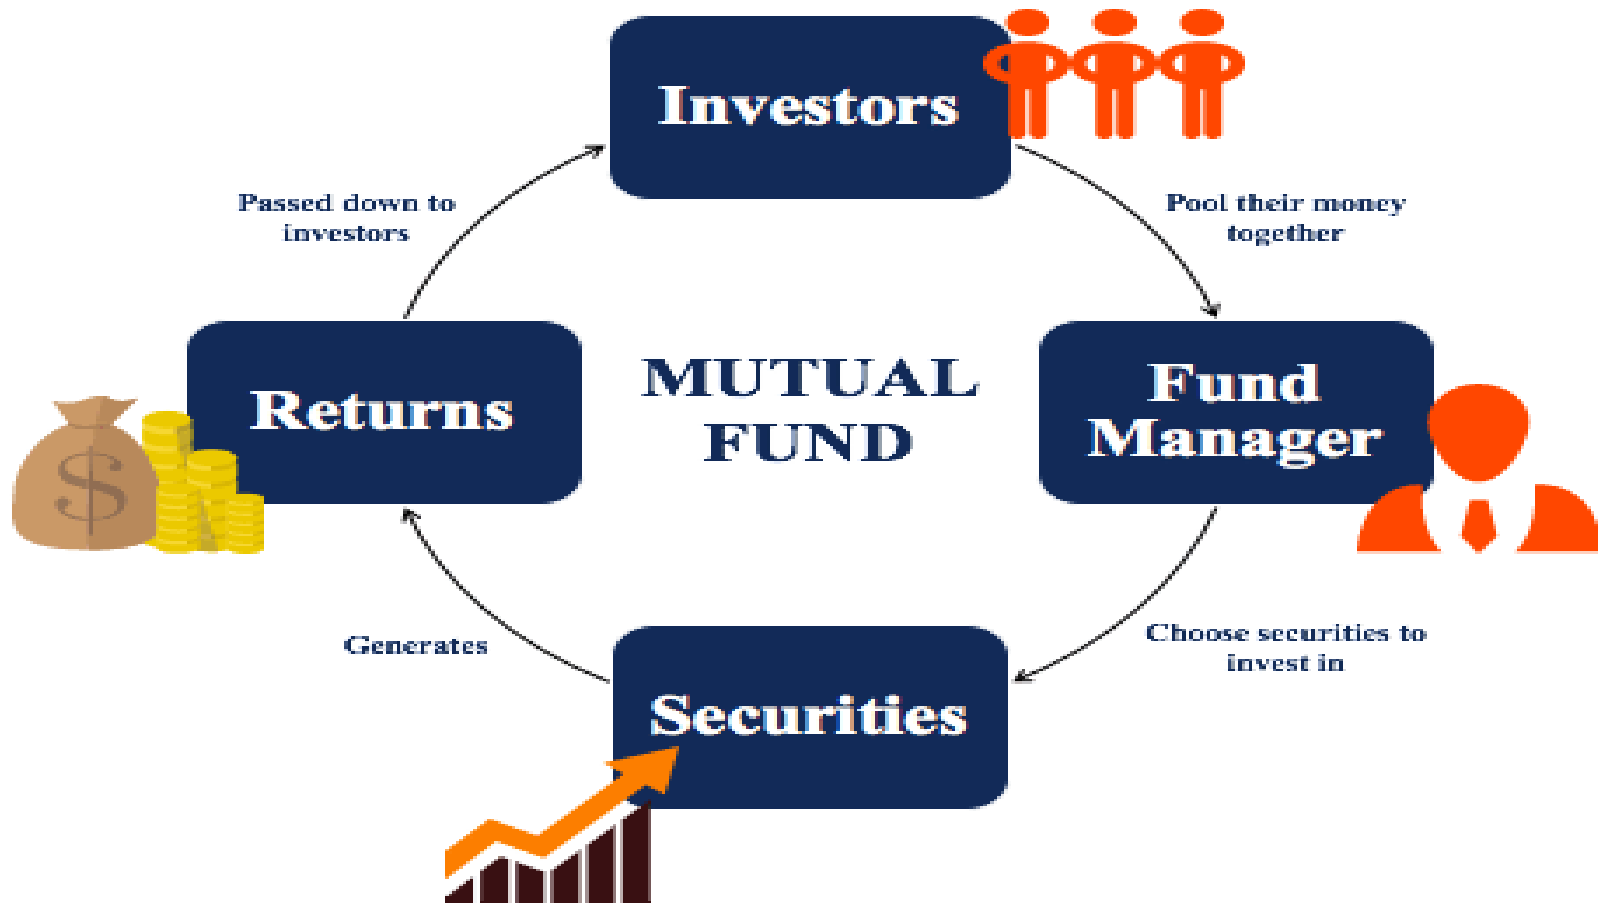 Investors
Passed down to
investors
Pool their money
together
Returns
MUTUAL
FUND
Fund
Manager
$
Generates
Choose securities to
invest in
Securities